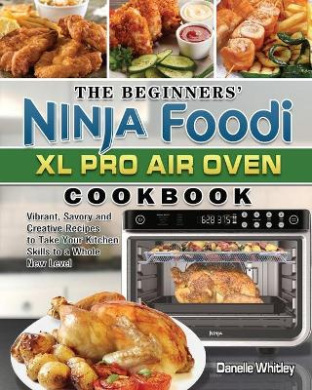 THE BEGINNERS'
NINJA FOODI
XL PRO AIR OVEN
COOKBOOK
Vibrant, Savory and
Creative Recipes
to Take Your Kitchen
Skills to a Whole
New Level
NINJA
Danelle Whitley